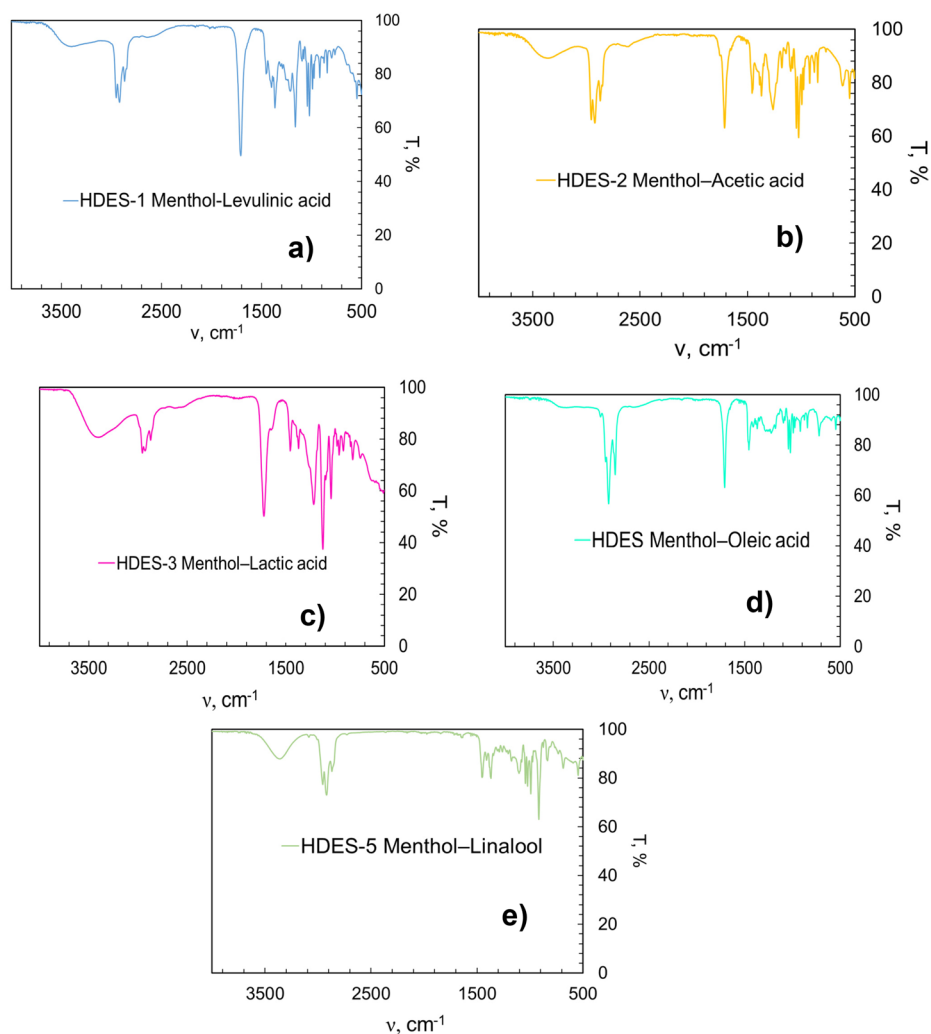 100
80
60
40
20
0
T, %
HDES-1 Menthol-Levulinic acid
a)
3500 2500 1500 500
ν, cm-1
100
80
60
40
20
0
T, %
HDES-2 Menthol–Acetic acid
b)
3500 2500 1500 500
ν, cm-1
100
80
60
40
20
0
T, %
HDES-3 Menthol–Lactic acid
c)
3500 2500 1500 500
ν, cm-1
100
80
60
40
20
0
T, %
HDES Menthol–Oleic acid
d)
3500 2500 1500 500
ν, cm-1
100
80
60
40
20
0
T, %
HDES-5 Menthol–Linalool
e)
3500 2500 1500 500
ν, cm-1